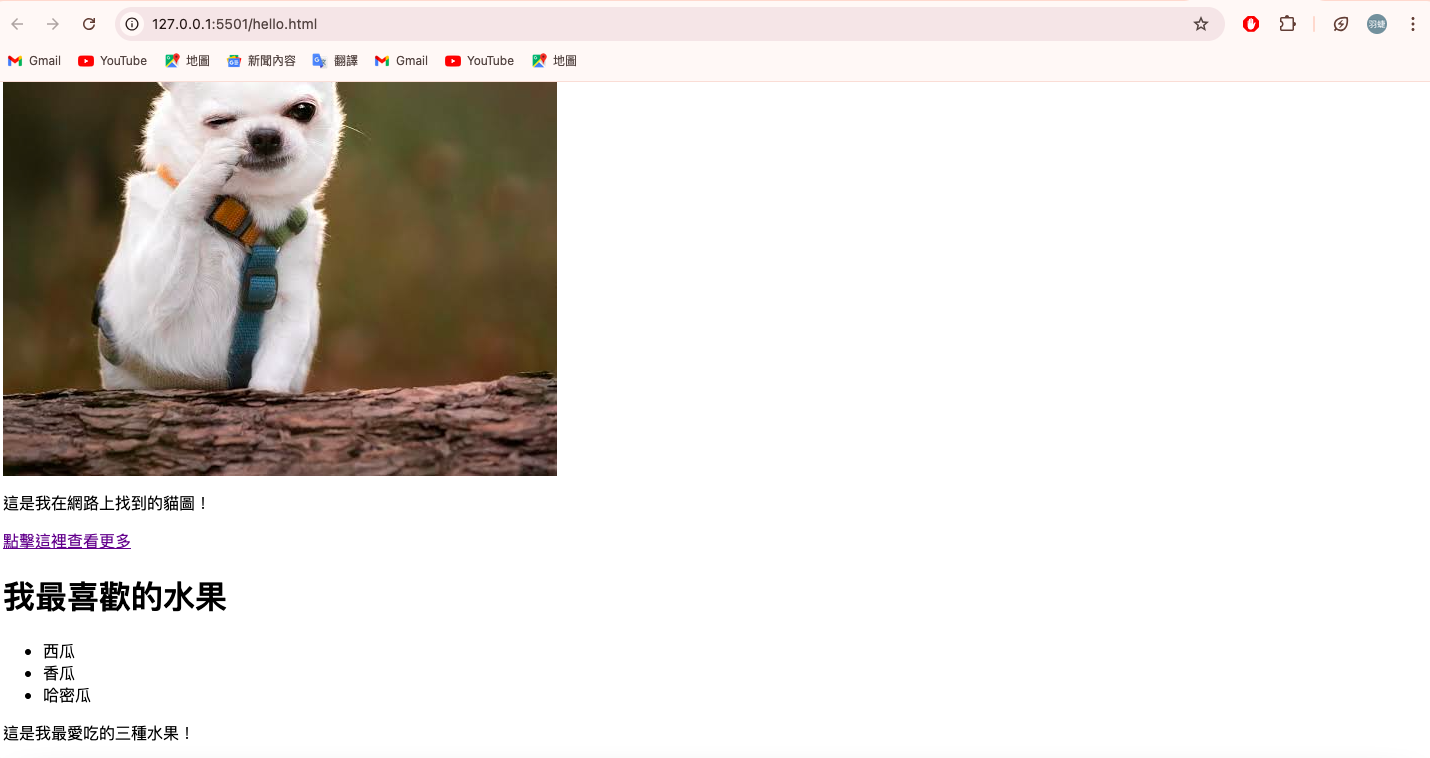 127.0.0.1:5501/hello.html
羽婕
Gmail YouTube 地圖 新聞內容 翻譯 Gmail YouTube 地圖
這是我在網路上找到的貓圖！
點擊這裡查看更多
我最喜歡的水果
西瓜
香瓜
哈密瓜
這是我最愛吃的三種水果！